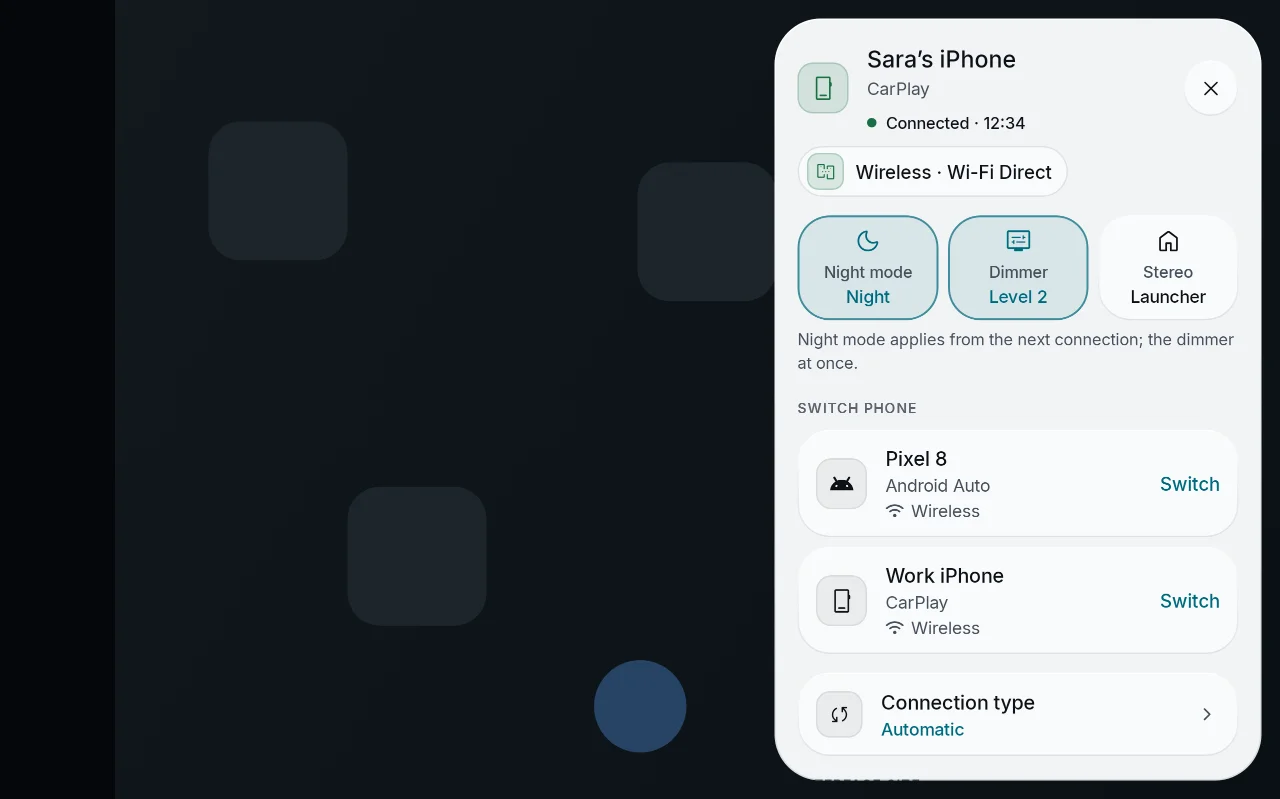 Sara’s iPhone
CarPlay
Connected · 12:34
Wireless · Wi-Fi Direct
Night mode
Night
Dimmer
Level 2
Stereo
Launcher
Night mode applies from the next connection; the dimmer
at once.
SWITCH PHONE
Pixel 8
Android Auto
Wireless
Switch
Work iPhone
CarPlay
Wireless
Switch
Connection type
Automatic